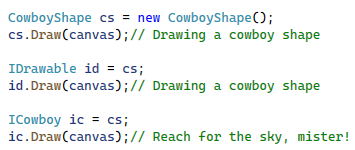 CowboyShape cs = new CowboyShape();
cs.Draw(canvas);// Drawing a cowboy shape
IDrawable id = cs;
id.Draw(canvas);// Drawing a cowboy shape
ICowboy ic = cs;
ic.Draw(canvas);// Reach for the sky, mister!